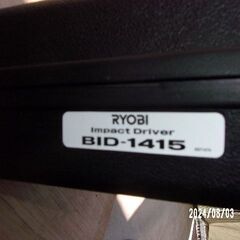 RYOBI
Impact Driver
BID-1415
2024/08/03